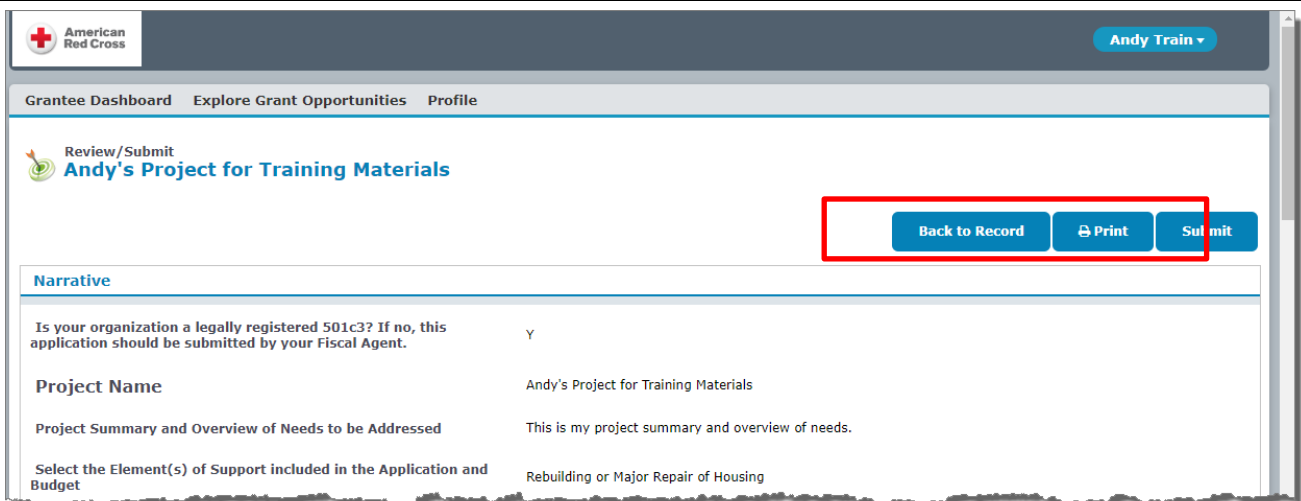 American
Red Cross
Andy Train
Grantee Dashboard Explore Grant Opportunities Profile
Review/Submit
Andy's Project for Training Materials
Back to Record Print Submit
Narrative
Is your organization a legally registered 501c3? If no, this
application should be submitted by your Fiscal Agent.
Y
Project Name
Andy's Project for Training Materials
Project Summary and Overview of Needs to be Addressed
This is my project summary and overview of needs.
Select the Element(s) of Support included in the Application and
Budget
Rebuilding or Major Repair of Housing